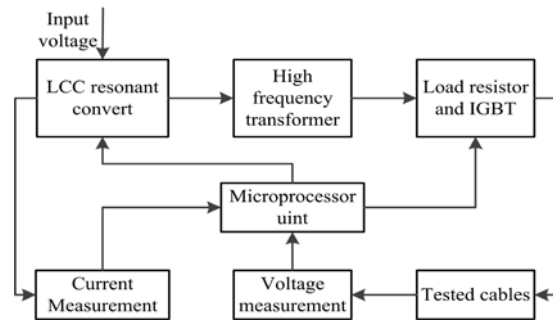 Input
voltage
LCC resonant
convert
High
frequency
transformer
Load resistor
and IGBT
Microprocessor
uint
Current
Measurement
Voltage
measurement
Tested cables